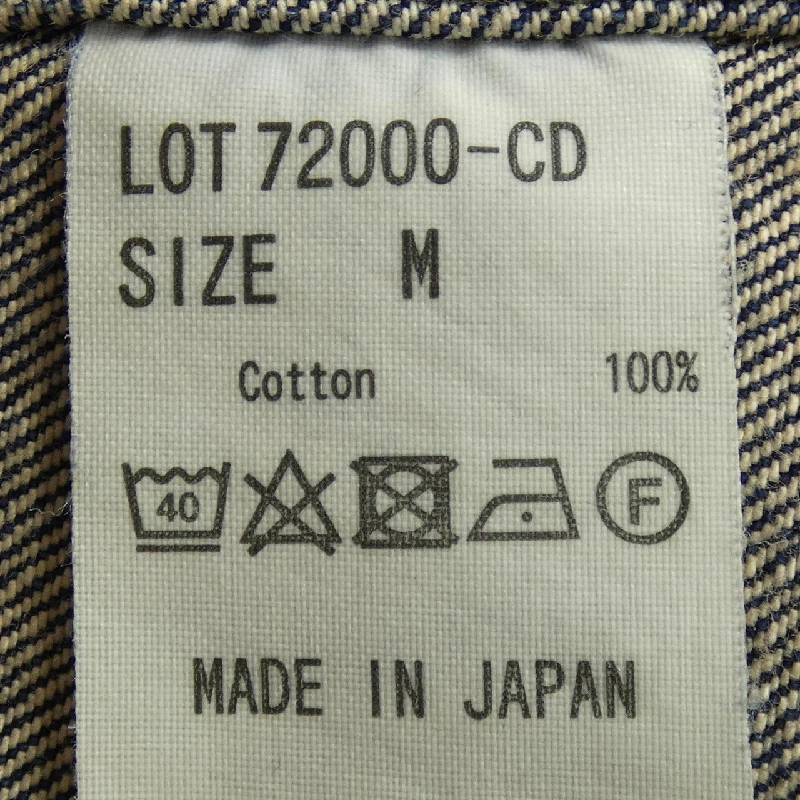 LOT 72000-CD
SIZE M
Cotton 100%
40 F
MADE IN JAPAN